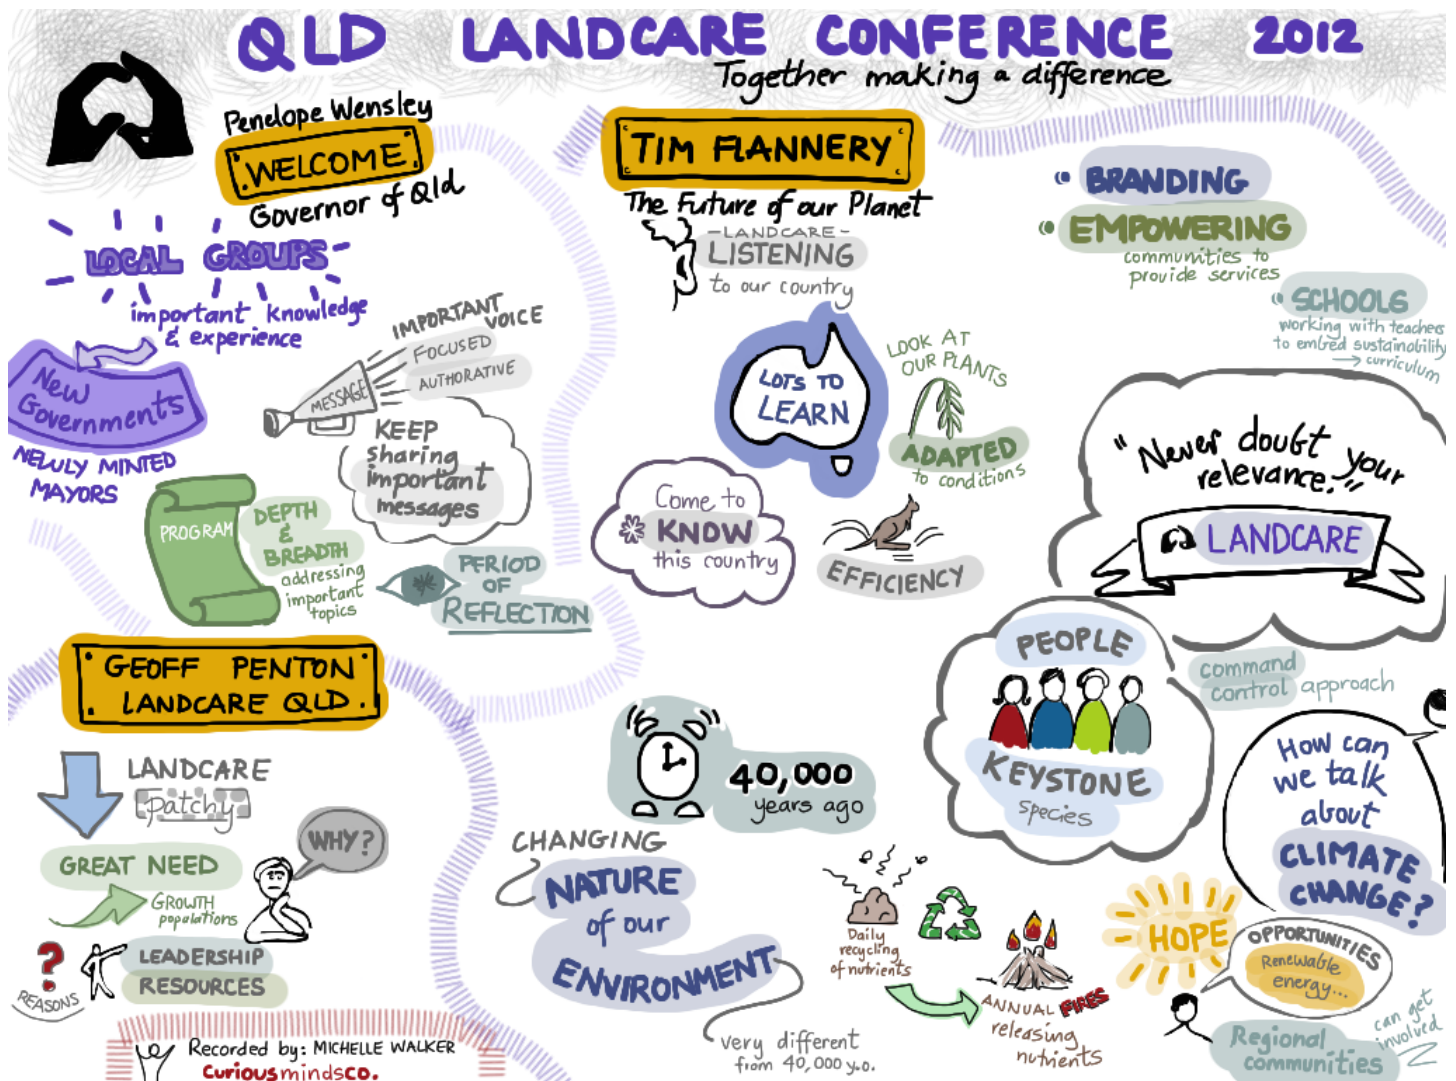 QLD LANDCARE CONFERENCE 2012
Together making a difference
Penelope Wensley
WELCOME
Governor of Qld
LOCAL GROUPS
important knowledge
& experience
New
Governments
NEWLY MINTED
MAYORS
IMPORTANT
VOICE
FOCUSED
AUTHORATIVE
MESSAGE
KEEP
sharing
important
messages
PROGRAM
DEPTH
&
BREADTH
addressing
important
topics
PERIOD
OF
REFLECTION
TIM FLANNERY
The Future of our Planet
-LANDCARE-
LISTENING
to our country
LOTS TO
LEARN
LOOK AT
OUR PLANTS
ADAPTED
to conditions
Come to
KNOW
this country
EFFICIENCY
BRANDING
EMPOWERING
communities to
provide services
SCHOOLS
working with teachers
to embed sustainability
→ curriculum
"Never doubt your
relevance."
LANDCARE
PEOPLE
KEYSTONE
species
command
control approach
How can
we talk
about
CLIMATE
CHANGE?
HOPE
OPPORTUNITIES
Renewable
energy...
Regional
communities
can get
involved
40,000
years ago
CHANGING
NATURE
of our
ENVIRONMENT
very different
from 40,000 y.o.
Daily
recycling
of nutrients
ANNUAL FIRES
releasing
nutrients
GEOFF PENTON
LANDCARE QLD.
LANDCARE
patchy
WHY?
GREAT NEED
GROWTH
populations
?
REASONS
LEADERSHIP
RESOURCES
Recorded by: MICHELLE WALKER
Curiousmindsco.